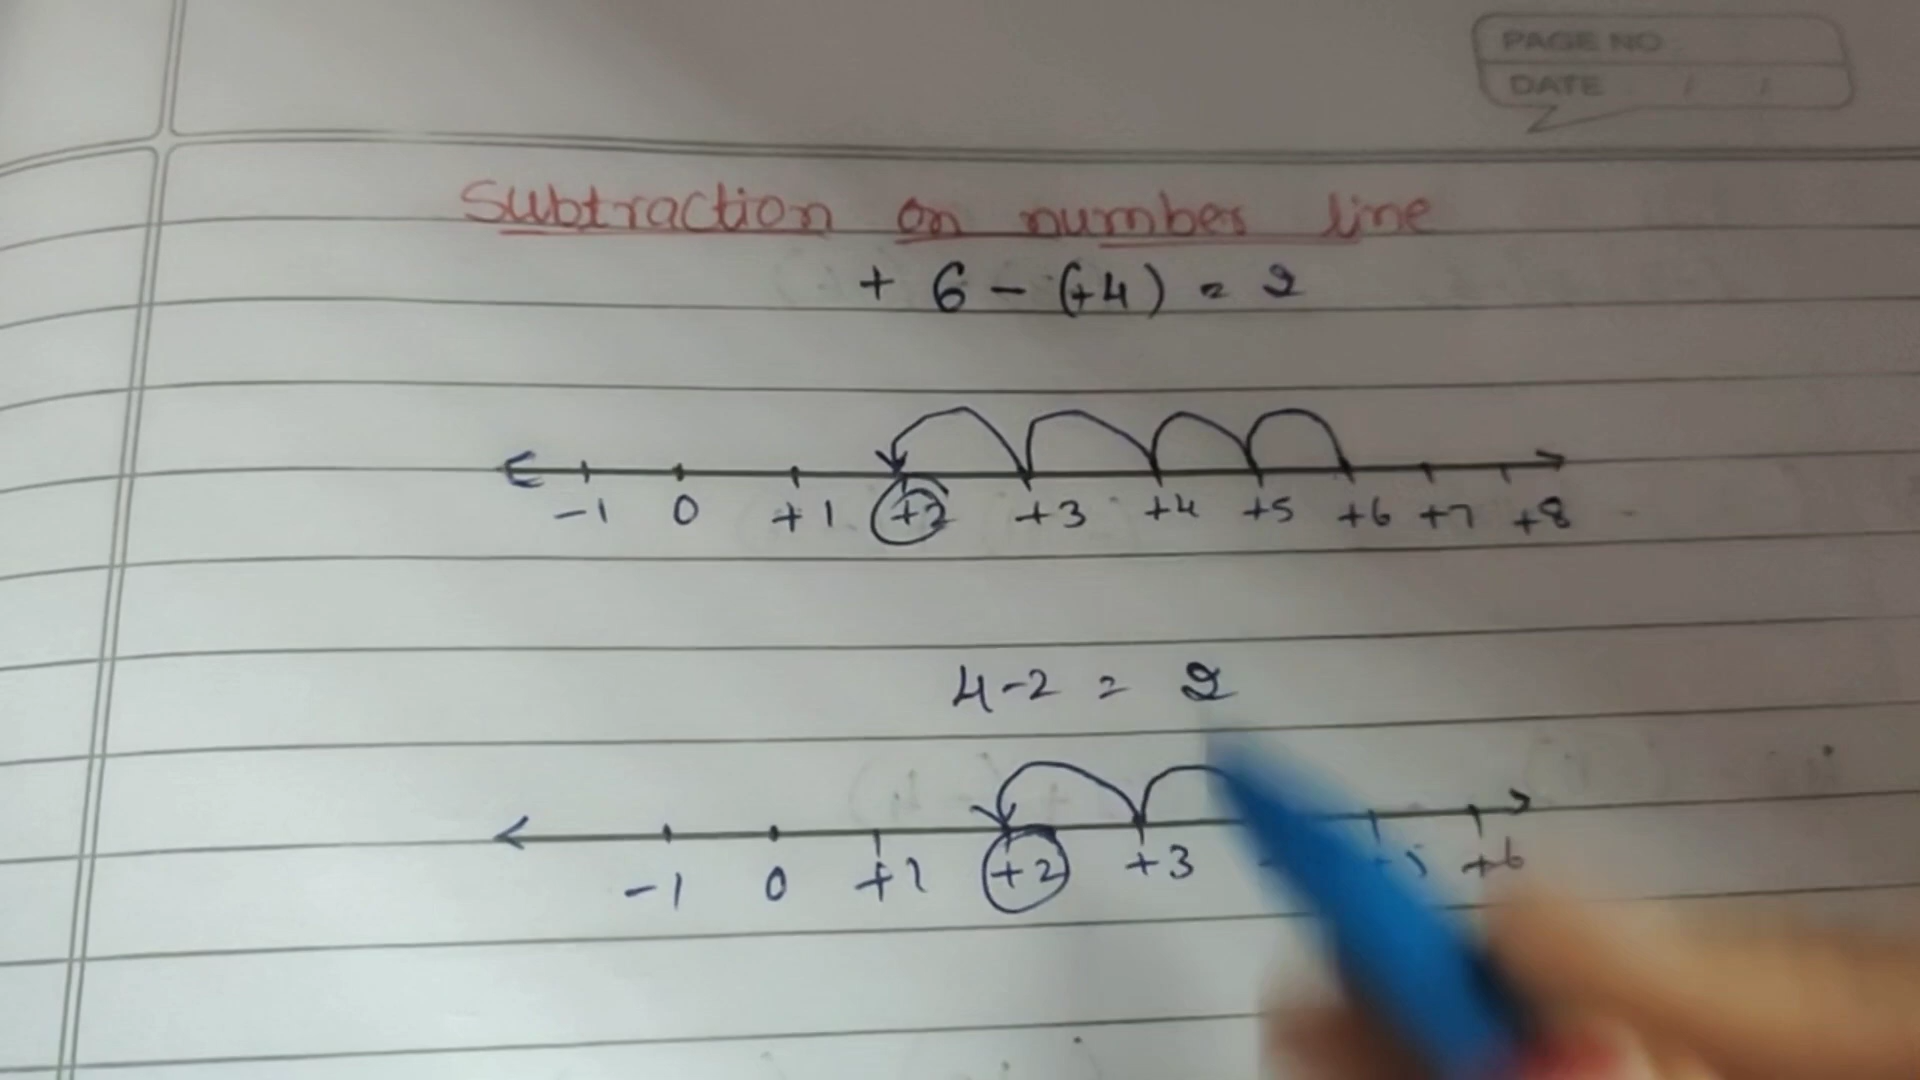 PAGE NO
DATE / /
Subtraction on number line
+ 6 - (+4) = 2
-1 0 +1 +2 +3 +4 +5 +6 +7 +8
4-2 = 2
-1 0 +1 +2 +3 +6